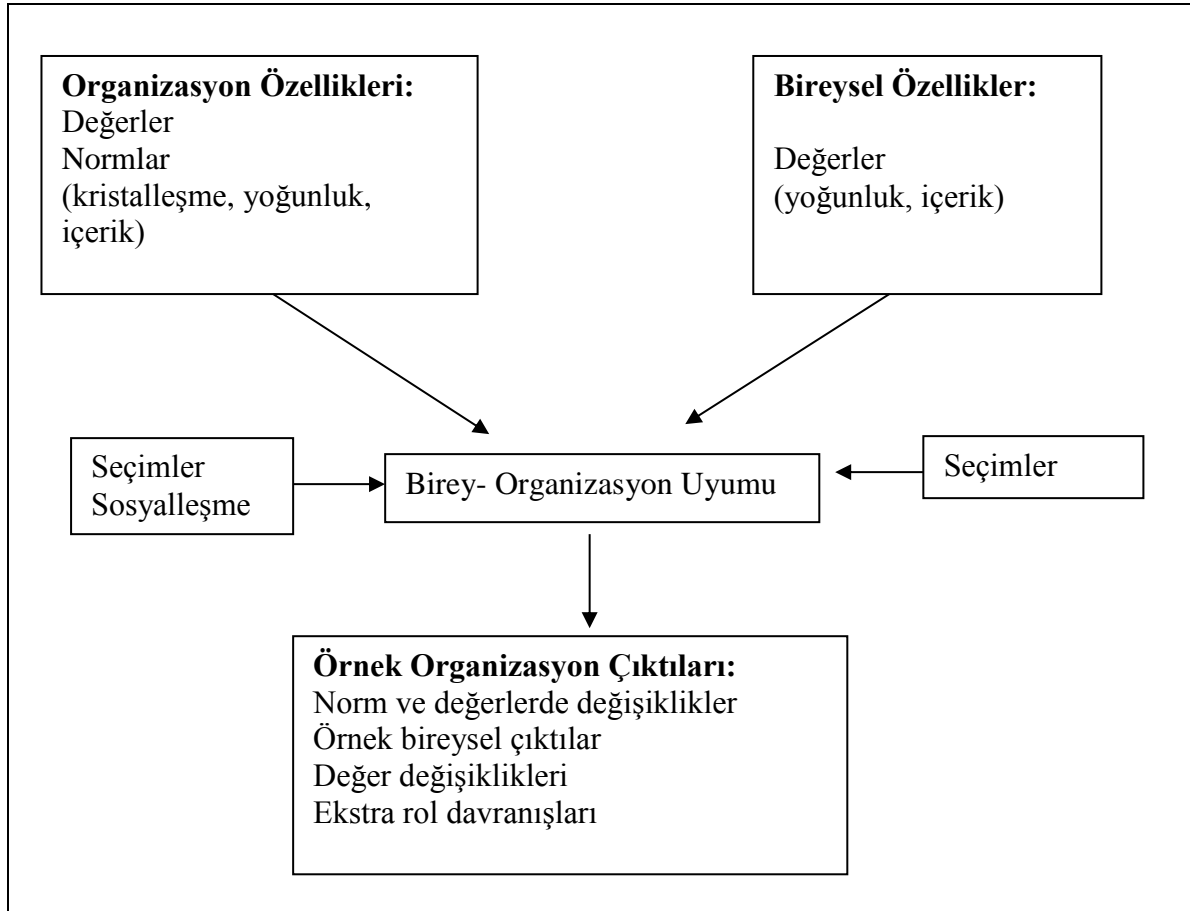 Organizasyon Özellikleri:
Değerler
Normlar
(kristalleşme, yoğunluk,
içerik)
Bireysel Özellikler:
Değerler
(yoğunluk, içerik)
Seçimler
Sosyalleşme
Birey- Organizasyon Uyumu
Seçimler
Örnek Organizasyon Çıktıları:
Norm ve değerlerde değişiklikler
Örnek bireysel çıktılar
Değer değişiklikleri
Ekstra rol davranışları